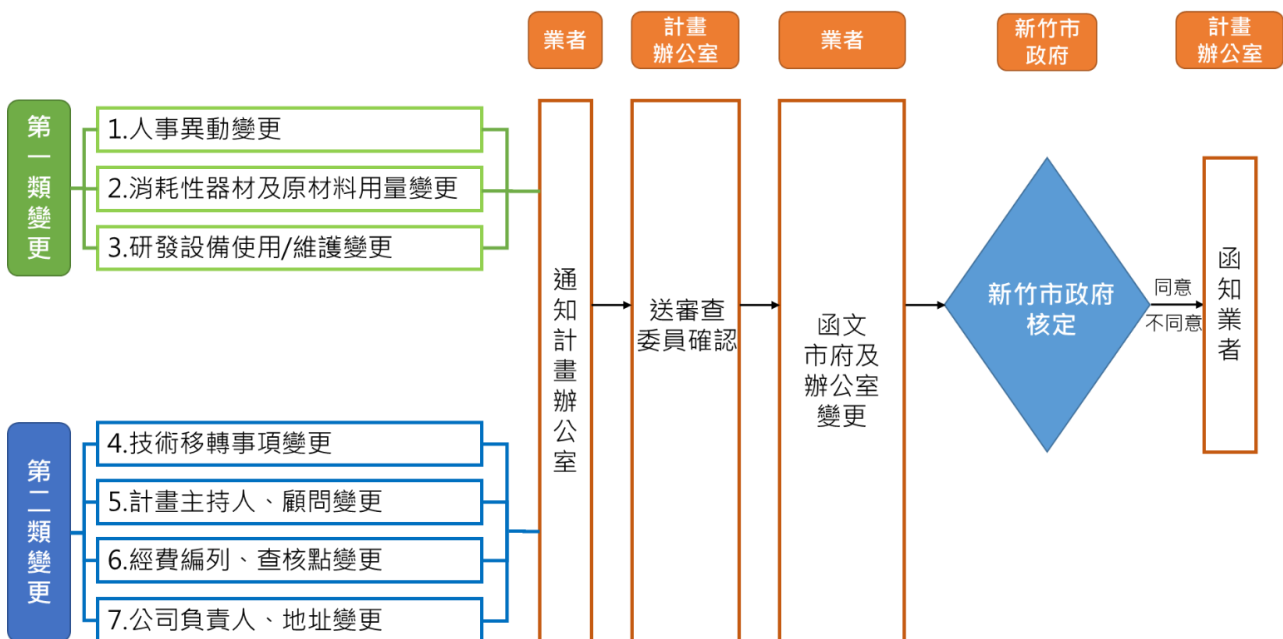 業者
計畫
辦公室
業者
新竹市
政府
計畫
辦公室
第一類變更
1.人事異動變更
2.消耗性器材及原材料用量變更
3.研發設備使用/維護變更
第二類變更
4.技術移轉事項變更
5.計畫主持人、顧問變更
6.經費編列、查核點變更
7.公司負責人、地址變更
通知計畫辦公室
送審查
委員確認
函文
市府及
辦公室
變更
新竹市政府
核定
同意
不同意
函知業者